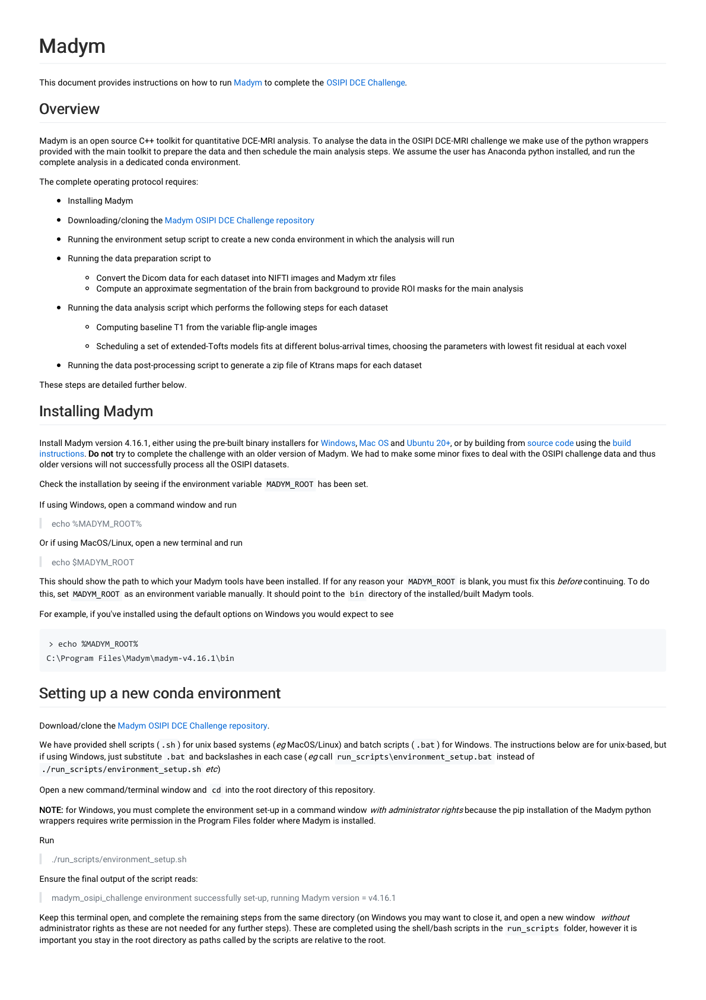 Madym
This document provides instructions on how to run Madym to complete the OSIPI DCE Challenge.
Overview
Madym is an open source C++ toolkit for quantitative DCE-MRI analysis. To analyse the data in the OSIPI DCE-MRI challenge we make use of the python wrappers
provided with the main toolkit to prepare the data and then schedule the main analysis steps. We assume the user has Anaconda python installed, and run the
complete analysis in a dedicated conda environment.
The complete operating protocol requires:
• Installing Madym
• Downloading/cloning the Madym OSIPI DCE Challenge repository
• Running the environment setup script to create a new conda environment in which the analysis will run
• Running the data preparation script to
◦ Convert the Dicom data for each dataset into NIFTI images and Madym xtr files
◦ Compute an approximate segmentation of the brain from background to provide ROI masks for the main analysis
• Running the data analysis script which performs the following steps for each dataset
◦ Computing baseline T1 from the variable flip-angle images
◦ Scheduling a set of extended-Tofts models fits at different bolus-arrival times, choosing the parameters with lowest fit residual at each voxel
• Running the data post-processing script to generate a zip file of Ktrans maps for each dataset
These steps are detailed further below.
Installing Madym
Install Madym version 4.16.1, either using the pre-built binary installers for Windows, Mac OS and Ubuntu 20+, or by building from source code using the build
instructions. Do not try to complete the challenge with an older version of Madym. We had to make some minor fixes to deal with the OSIPI challenge data and thus
older versions will not successfully process all the OSIPI datasets.
Check the installation by seeing if the environment variable MADYM_ROOT has been set.
If using Windows, open a command window and run
echo %MADYM_ROOT%
Or if using MacOS/Linux, open a new terminal and run
echo $MADYM_ROOT
This should show the path to which your Madym tools have been installed. If for any reason your MADYM_ROOT is blank, you must fix this before continuing. To do
this, set MADYM_ROOT as an environment variable manually. It should point to the bin directory of the installed/built Madym tools.
For example, if you've installed using the default options on Windows you would expect to see
> echo %MADYM_ROOT%
C:\Program Files\Madym\madym-v4.16.1\bin
Setting up a new conda environment
Download/clone the Madym OSIPI DCE Challenge repository.
We have provided shell scripts ( .sh ) for unix based systems (eg MacOS/Linux) and batch scripts ( .bat ) for Windows. The instructions below are for unix-based, but
if using Windows, just substitute .bat and backslashes in each case (eg call run_scripts\environment_setup.bat instead of
./run_scripts/environment_setup.sh etc)
Open a new command/terminal window and cd into the root directory of this repository.
NOTE: for Windows, you must complete the environment set-up in a command window with administrator rights because the pip installation of the Madym python
wrappers requires write permission in the Program Files folder where Madym is installed.
Run
./run_scripts/environment_setup.sh
Ensure the final output of the script reads:
madym_osipi_challenge environment successfully set-up, running Madym version = v4.16.1
Keep this terminal open, and complete the remaining steps from the same directory (on Windows you may want to close it, and open a new window without
administrator rights as these are not needed for any further steps). These are completed using the shell/bash scripts in the run_scripts folder, however it is
important you stay in the root directory as paths called by the scripts are relative to the root.